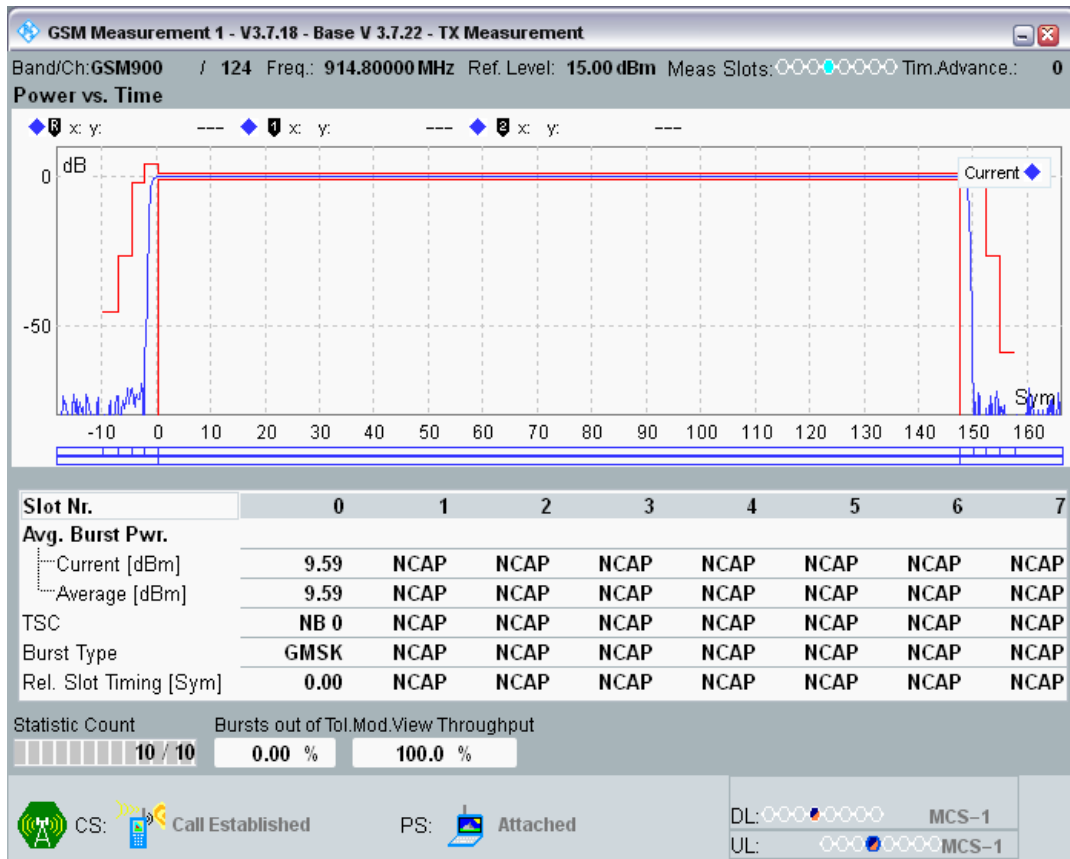 GSM Measurement 1 - V3.7.18 - Base V 3.7.22 - TX Measurement
Band/Ch:GSM900 / 124 Freq.: 914.80000 MHz Ref. Level: 15.00 dBm Meas Slots: Tim.Advance.: 0
Power vs. Time
R x: y: --- 1 x: y: --- 2 x: y: ---
dB
Current
0
-50
Sym
-10 0 10 20 30 40 50 60 70 80 90 100 110 120 130 140 150 160
Slot Nr. 0 1 2 3 4 5 6 7
Avg. Burst Pwr.
Current [dBm] 9.59 NCAP NCAP NCAP NCAP NCAP NCAP NCAP
Average [dBm] 9.59 NCAP NCAP NCAP NCAP NCAP NCAP NCAP
TSC NB 0 NCAP NCAP NCAP NCAP NCAP NCAP NCAP
Burst Type GMSK NCAP NCAP NCAP NCAP NCAP NCAP NCAP
Rel. Slot Timing [Sym] 0.00 NCAP NCAP NCAP NCAP NCAP NCAP NCAP
Statistic Count Bursts out of Tol. Mod.View Throughput
10 / 10 0.00 % 100.0 %
CS: Call Established PS: Attached DL: MCS-1
UL: MCS-1